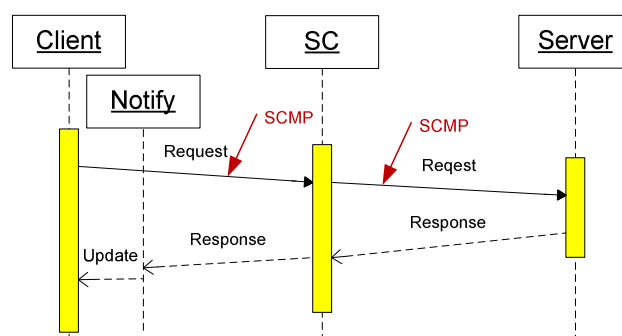 Client
SC
Server
Notify
SCMP
SCMP
Request
Reqest
Response
Response
Update